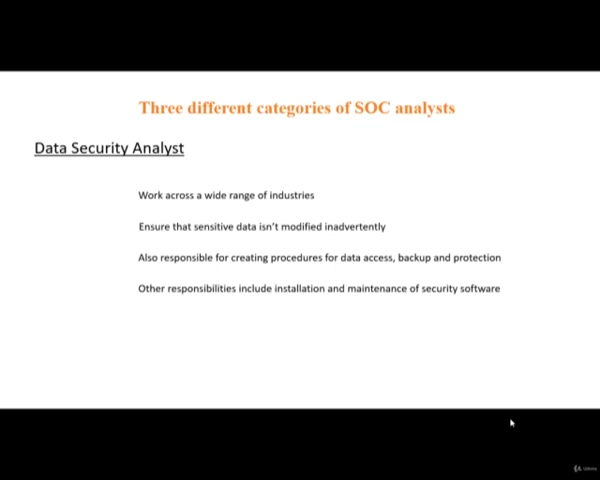 Three different categories of SOC analysts
Data Security Analyst
Work across a wide range of industries
Ensure that sensitive data isn't modified inadvertently
Also responsible for creating procedures for data access, backup and protection
Other responsibilities include installation and maintenance of security software
Udemy